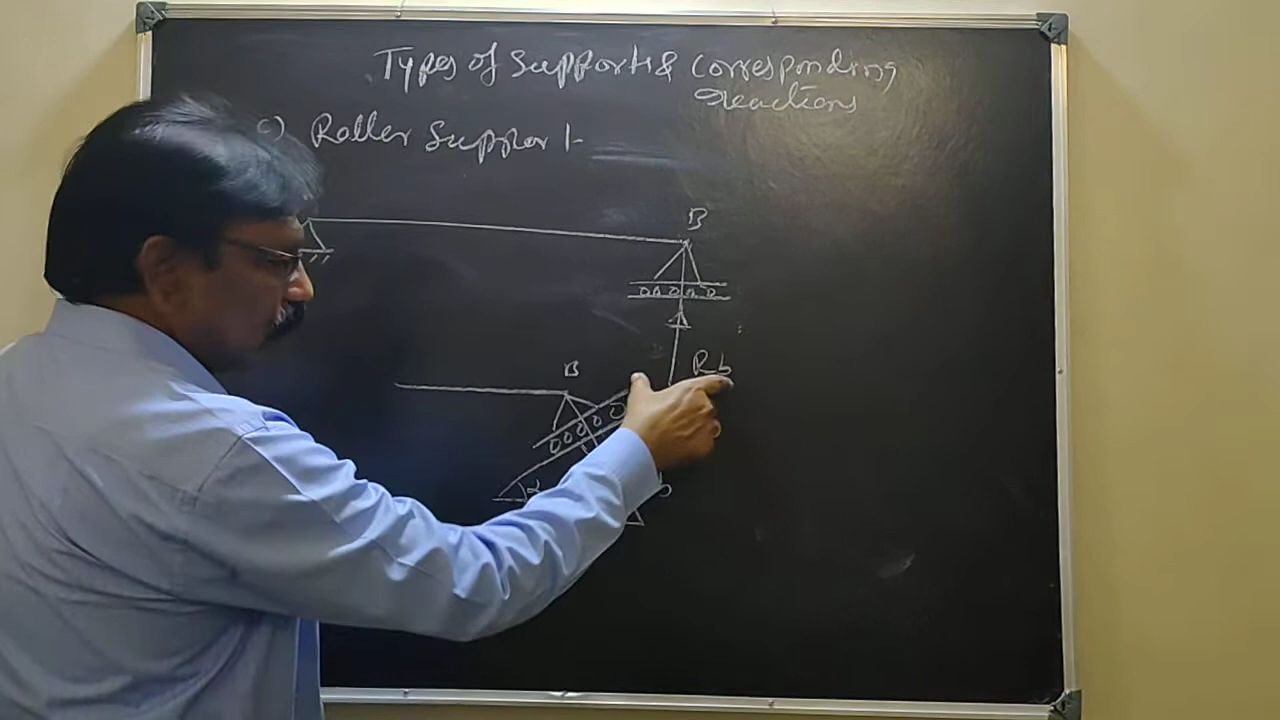 Types of Supports & Corresponding
reactions
c) Roller Support
B
Rb
B
α